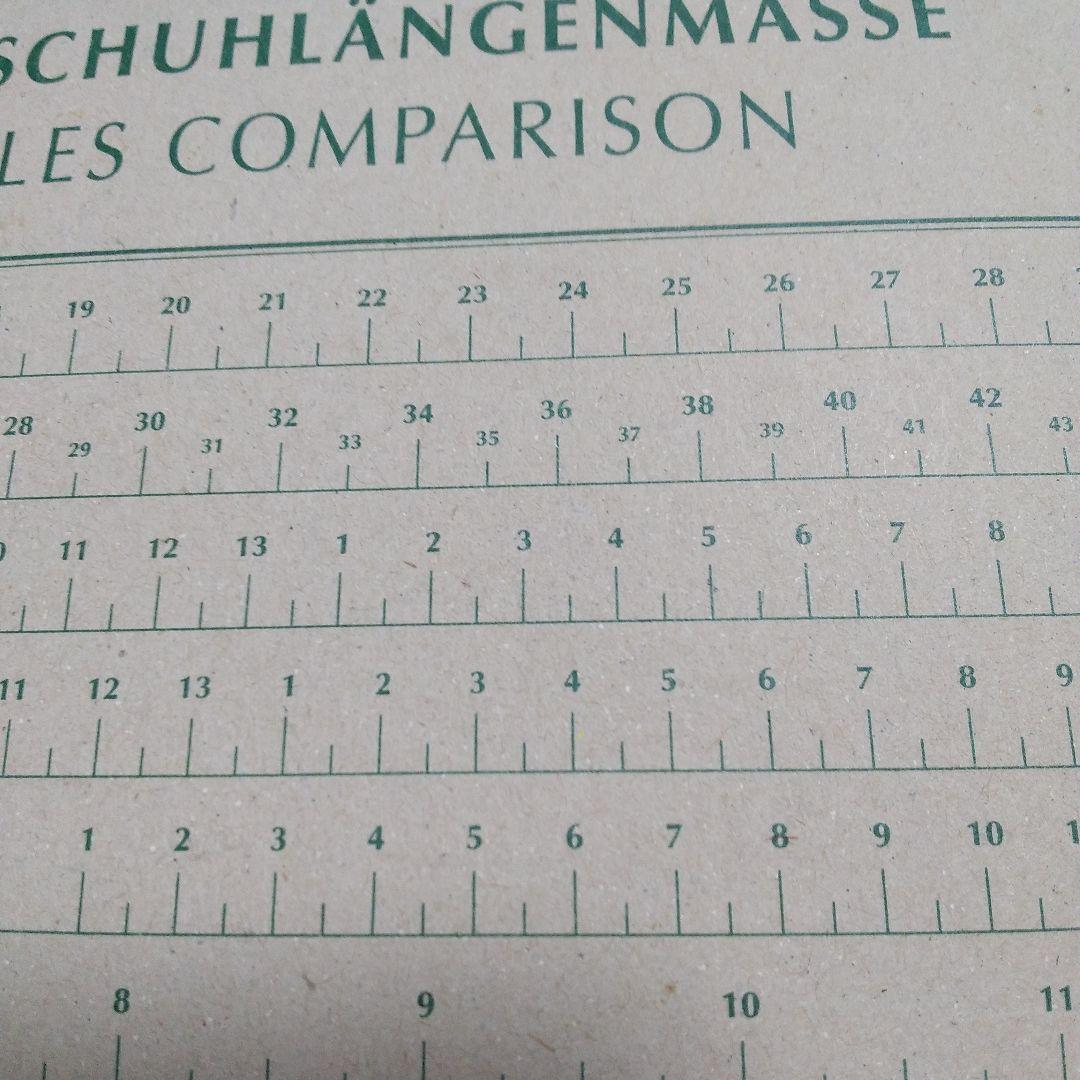 SCHUHLÄNGENMASSE
LES COMPARISON
19 20 21 22 23 24 25 26 27 28
28 29 30 31 32 33 34 35 36 37 38 39 40 41 42 43
11 12 13 1 2 3 4 5 6 7 8
11 12 13 1 2 3 4 5 6 7 8 9
1 2 3 4 5 6 7 8 9 10
8 9 10 11